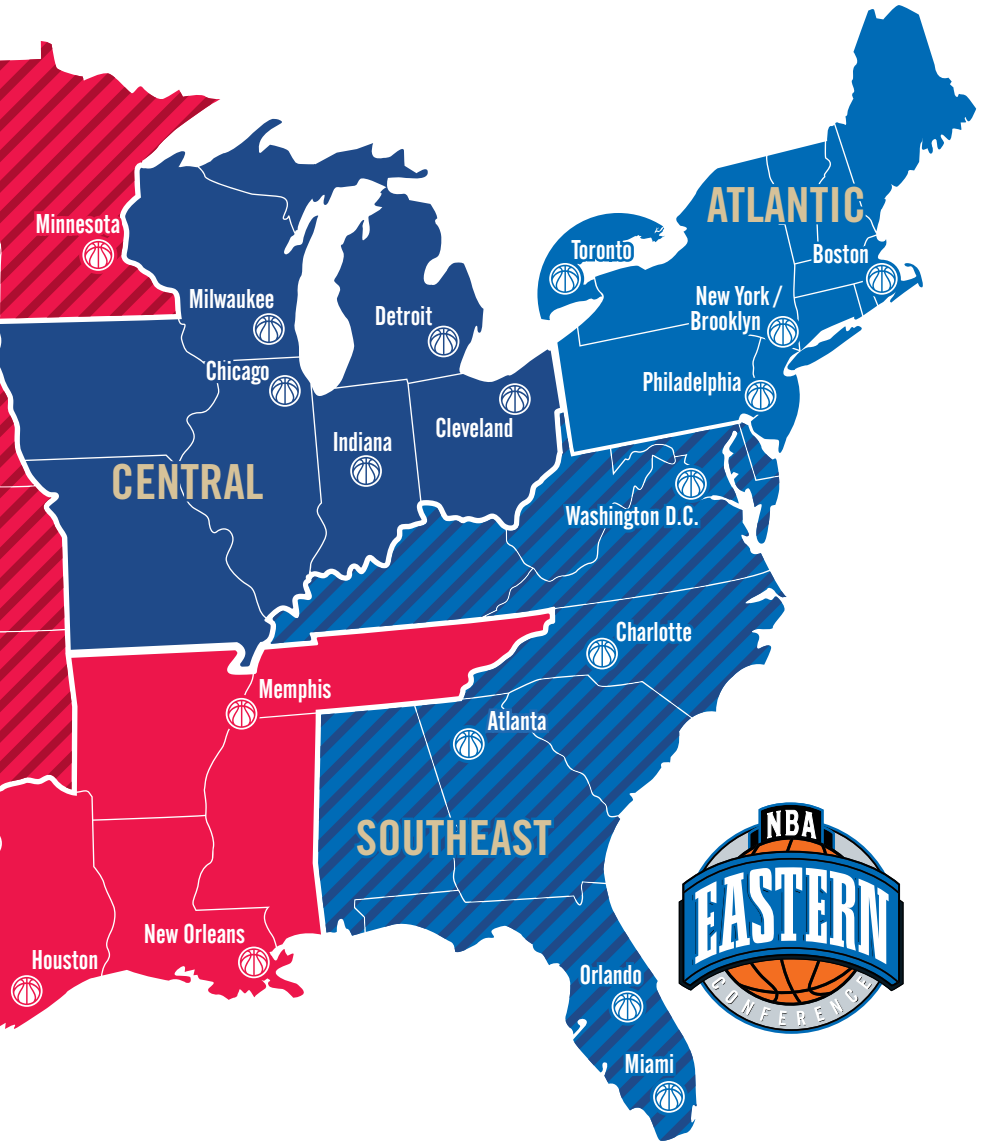 ATLANTIC
Minnesota
Toronto
Boston
Milwaukee
New York /
Brooklyn
Detroit
Chicago
Philadelphia
Cleveland
Indiana
CENTRAL
Washington D.C.
Charlotte
Memphis
Atlanta
SOUTHEAST
New Orleans
Houston
Orlando
Miami
NBA
EASTERN
CONFERENCE